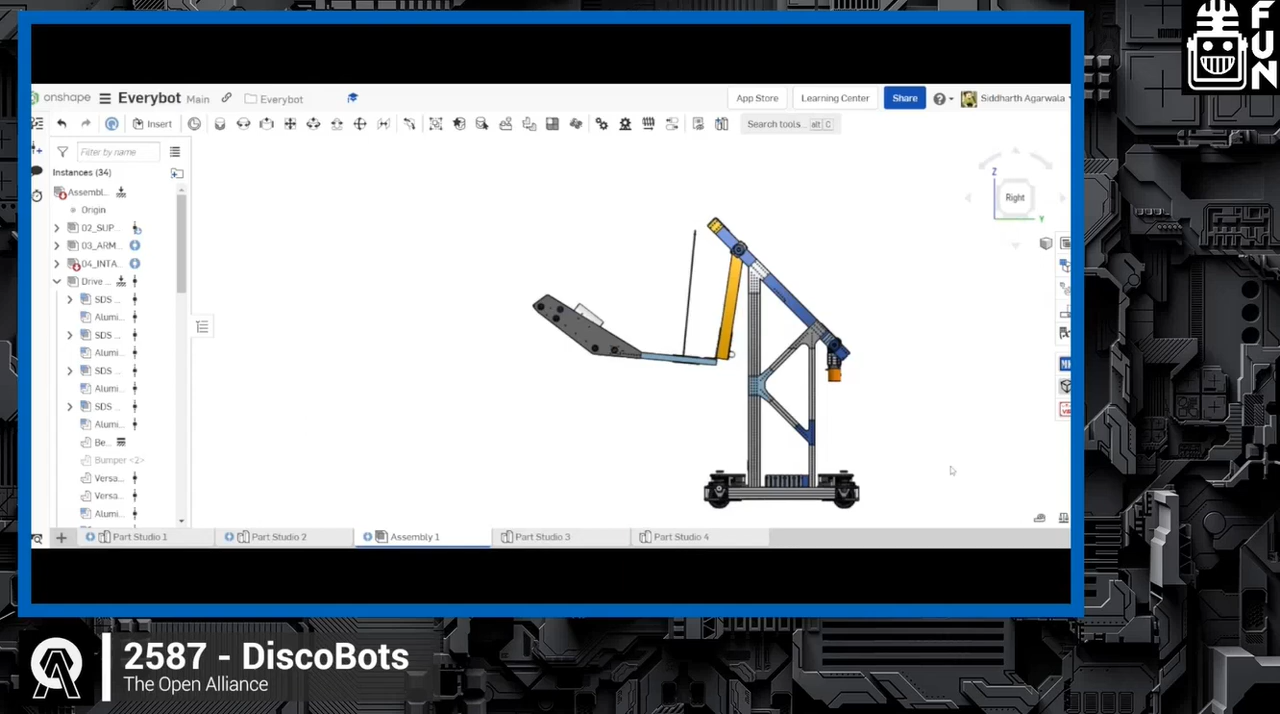 onshape Everybot Main Everybot App Store Learning Center Share Siddharth Agarwala
Insert Search tools... alt C
Filter by name
Instances (34)
Assembl...
Origin
02_SUP...
03_ARM...
04_INTA...
Drive ...
SDS ...
Alumi...
SDS ...
Alumi...
SDS ...
Alumi...
SDS ...
Alumi...
Be...
Bumper <2>
Versa...
Versa...
Alumi...
Z
Right
Y
Part Studio 1 Part Studio 2 Assembly 1 Part Studio 3 Part Studio 4
2587 - DiscoBots
The Open Alliance
FUN